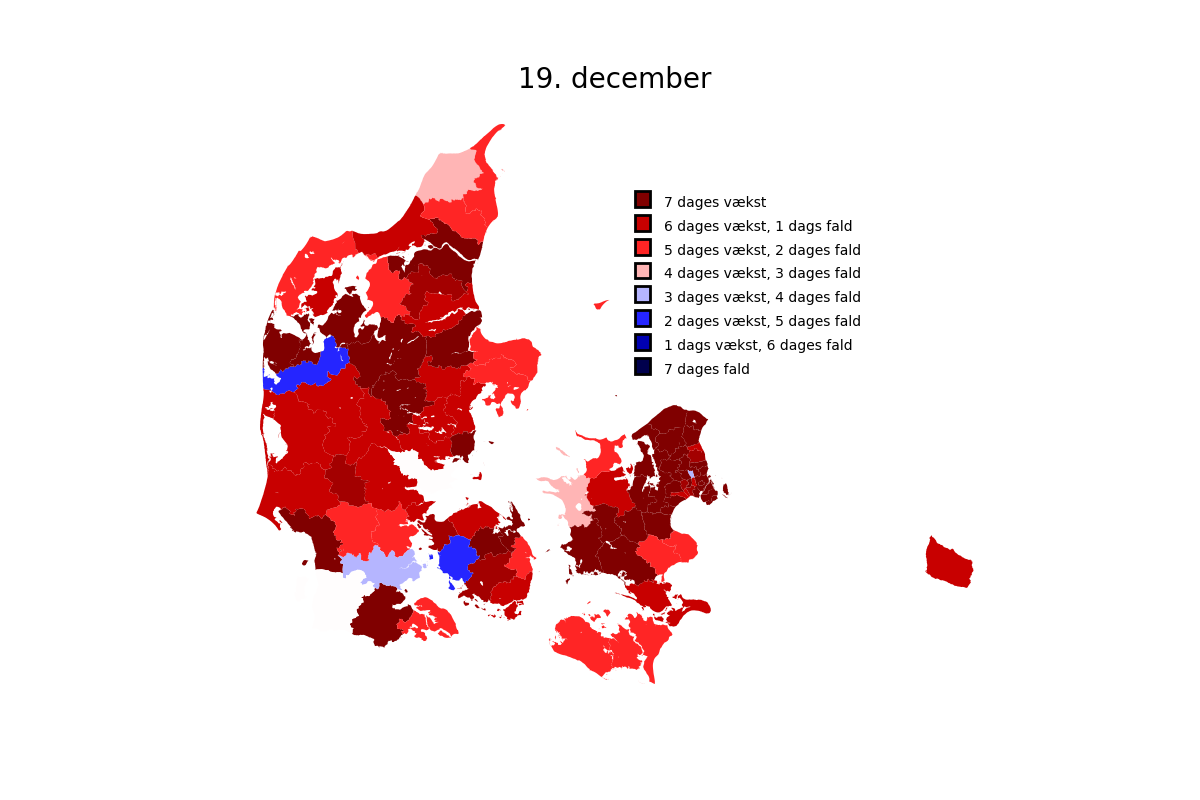 19. december
7 dages vækst
6 dages vækst, 1 dags fald
5 dages vækst, 2 dages fald
4 dages vækst, 3 dages fald
3 dages vækst, 4 dages fald
2 dages vækst, 5 dages fald
1 dags vækst, 6 dages fald
7 dages fald